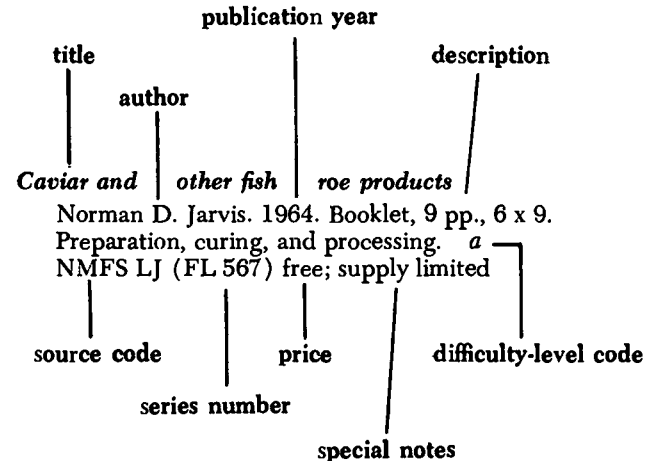 publication year
title
description
author
Caviar and other fish roe products
Norman D. Jarvis. 1964. Booklet, 9 pp., 6 x 9.
Preparation, curing, and processing. a
NMFS LJ (FL 567) free; supply limited
source code
price
difficulty-level code
series number
special notes